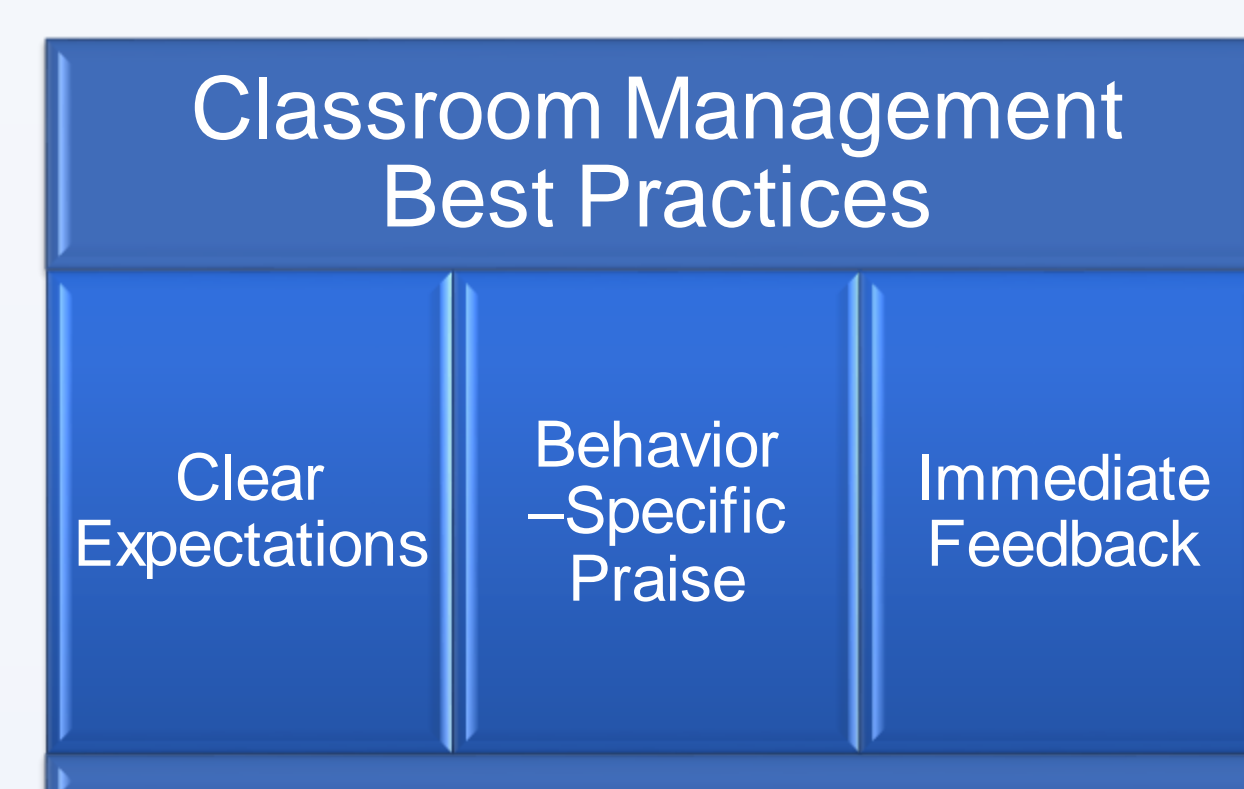 Classroom Management
Best Practices
Clear
Expectations
Behavior
–Specific
Praise
Immediate
Feedback